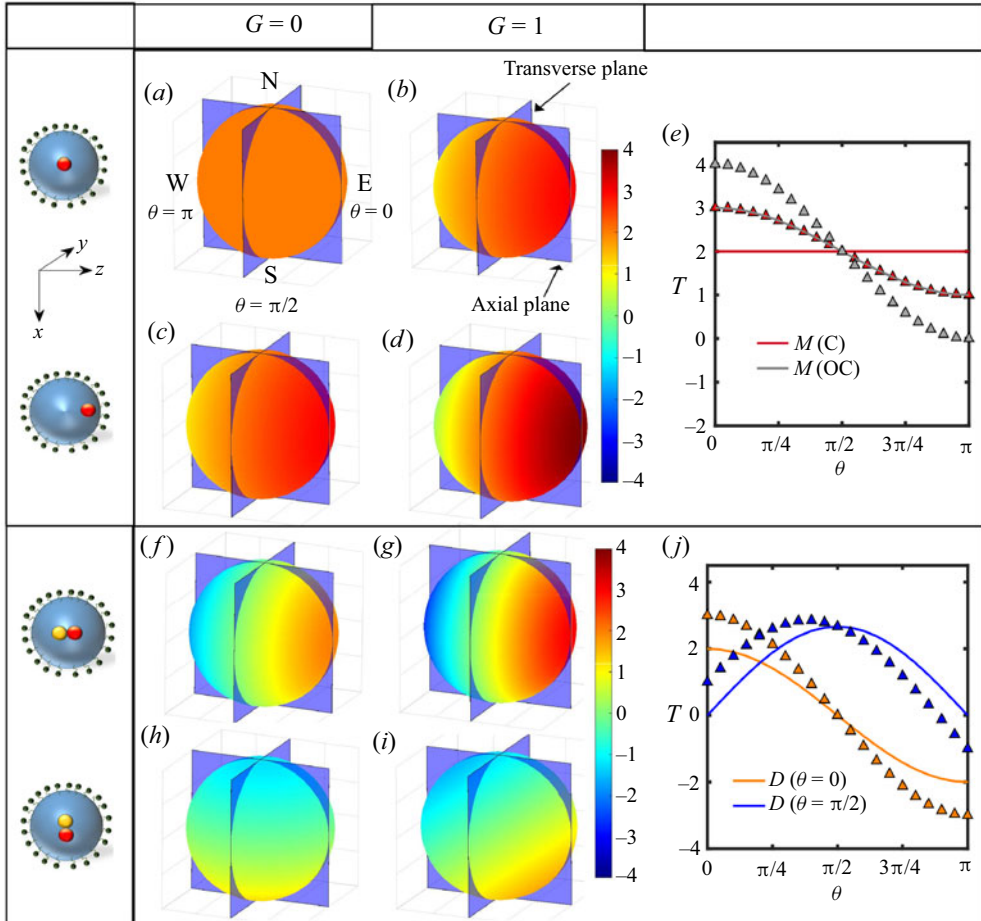 G = 0 G = 1
(a) N (b) Transverse plane
W E
θ = π θ = 0
S
θ = π/2
Axial plane
y
z
x
4
3
2
1
0
−1
−2
−3
−4
(e)
4
3
T 2
1
0
−1
−2
M (C)
M (OC)
0 π/4 π/2 3π/4 π
θ
(c) (d)
(f) (g)
4
3
2
1
0
−1
−2
−3
−4
(j)
4
2
T 0
−2
−4
D (θ = 0)
D (θ = π/2)
0 π/4 π/2 3π/4 π
θ
(h) (i)